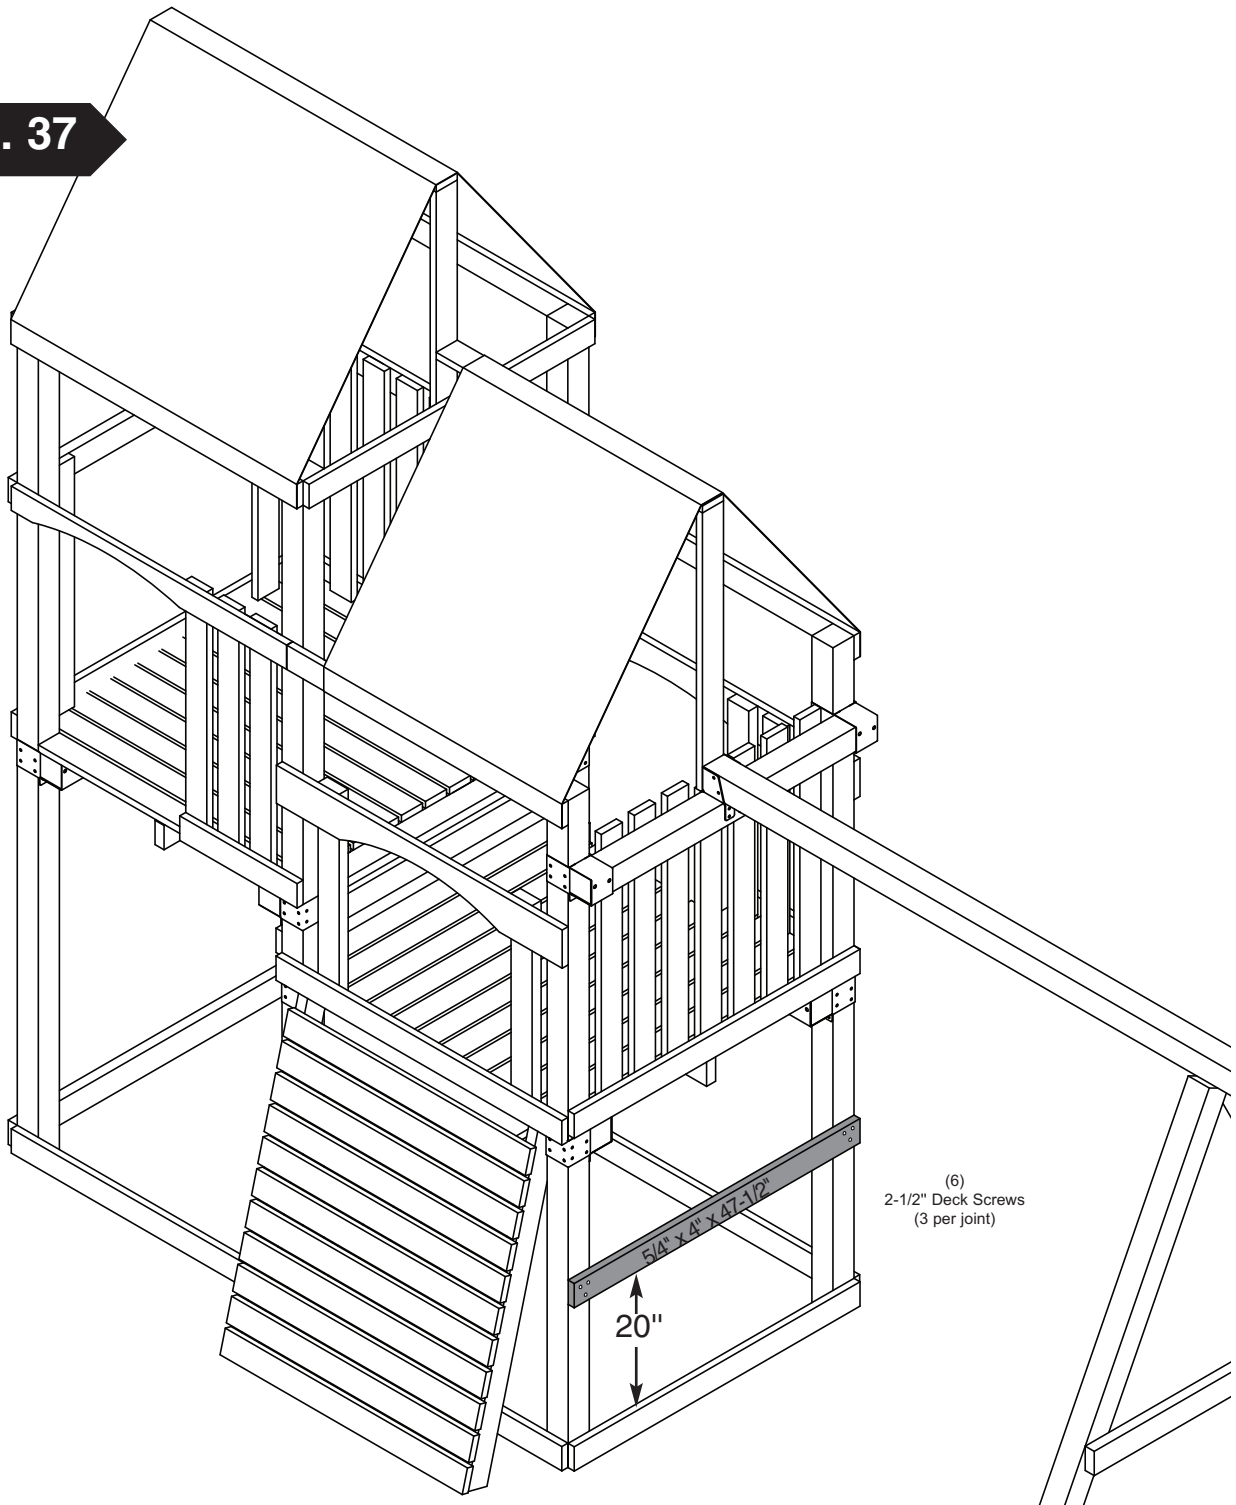 . 37
(6)
2-1/2" Deck Screws
(3 per joint)
5/4" x 4" x 47-1/2"
20"